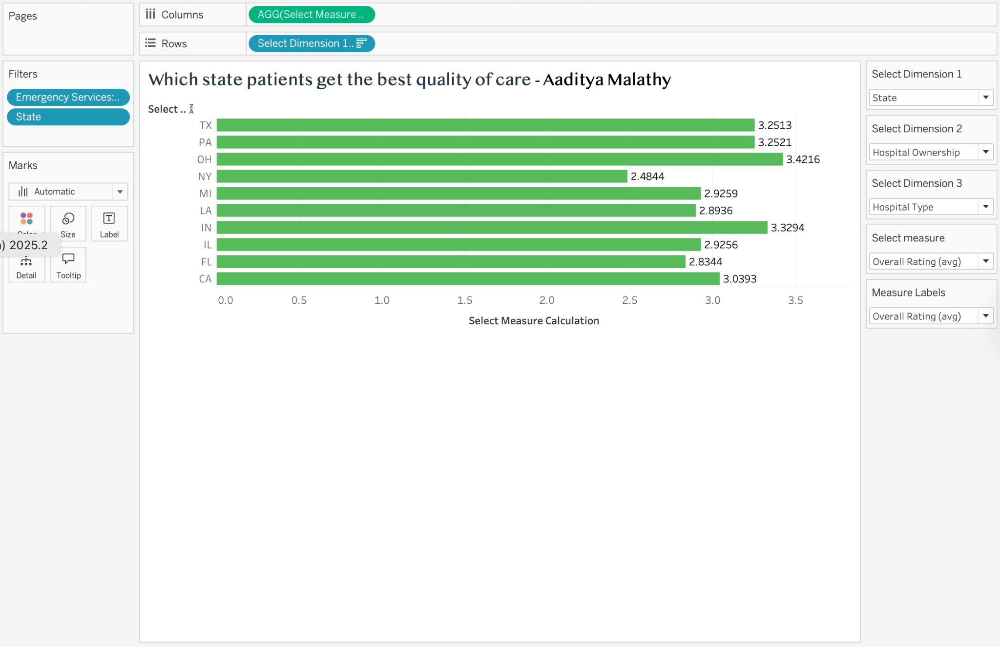 Pages
Columns
AGG(Select Measure ..
Rows
Select Dimension 1..
Filters
Emergency Services:..
State
Marks
Automatic
Size
Label
) 2025.2
Detail
Tooltip
Which state patients get the best quality of care - Aaditya Malathy
Select ..
Z
A
TX 3.2513
PA 3.2521
OH 3.4216
NY 2.4844
MI 2.9259
LA 2.8936
IN 3.3294
IL 2.9256
FL 2.8344
CA 3.0393
0.0 0.5 1.0 1.5 2.0 2.5 3.0 3.5
Select Measure Calculation
Select Dimension 1
State
Select Dimension 2
Hospital Ownership
Select Dimension 3
Hospital Type
Select measure
Overall Rating (avg)
Measure Labels
Overall Rating (avg)